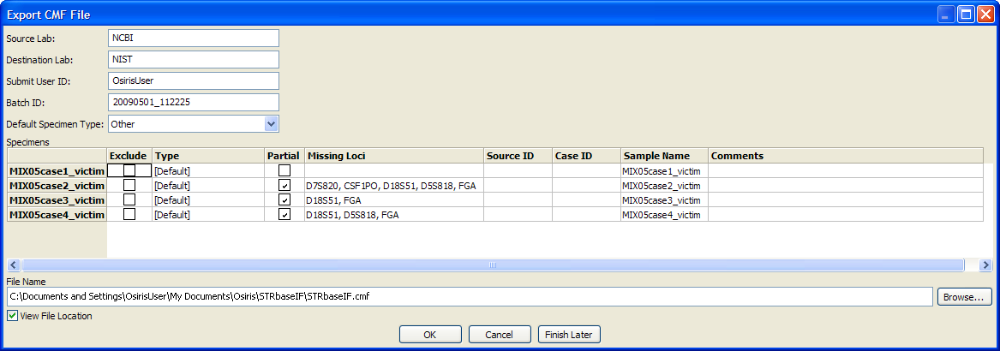 Export CMF File
Source Lab: NCBI
Destination Lab: NIST
Submit User ID: OsirisUser
Batch ID: 20090501_112225
Default Specimen Type: Other
Specimens
Exclude Type Partial Missing Loci Source ID Case ID Sample Name Comments
MIX05case1_victim [Default] MIX05case1_victim
MIX05case2_victim [Default] D7S820, CSF1PO, D18S51, D5S818, FGA MIX05case2_victim
MIX05case3_victim [Default] D18S51, FGA MIX05case3_victim
MIX05case4_victim [Default] D18S51, D5S818, FGA MIX05case4_victim
File Name
C:\Documents and Settings\OsirisUser\My Documents\Osiris\STRbaseIF\STRbaseIF.cmf Browse...
View File Location
OK Cancel Finish Later